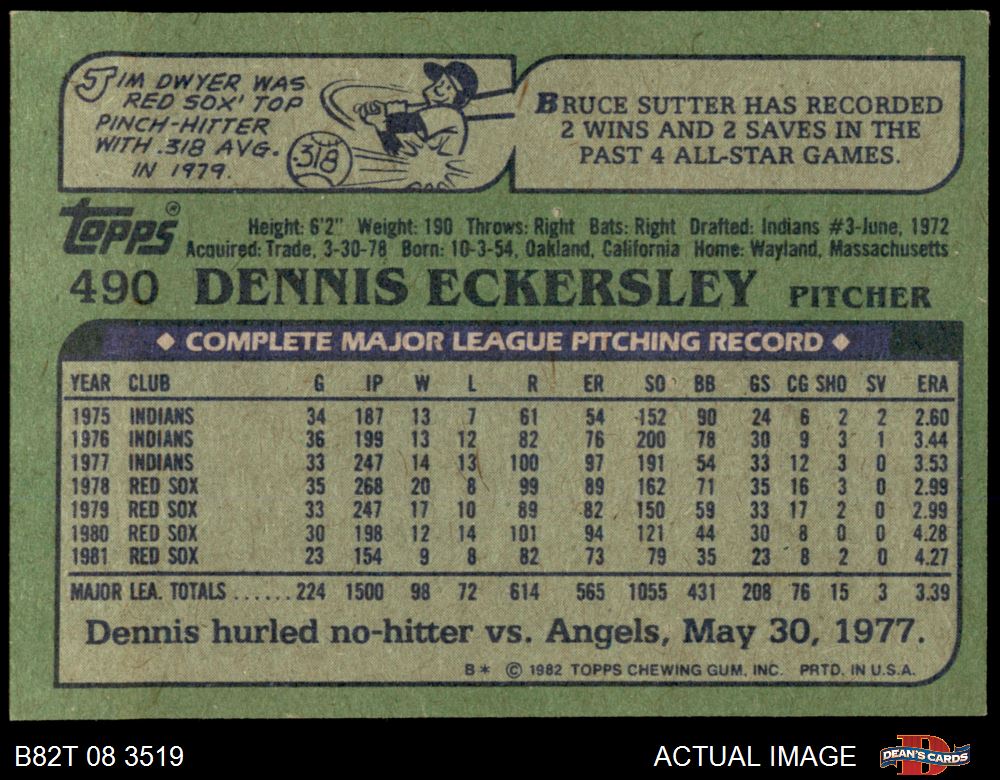 JIM DWYER WAS
RED SOX' TOP
PINCH-HITTER
WITH .318 AVG.
IN 1979.
.318
BRUCE SUTTER HAS RECORDED
2 WINS AND 2 SAVES IN THE
PAST 4 ALL-STAR GAMES.
Topps®
Height: 6'2" Weight: 190 Throws: Right Bats: Right Drafted: Indians #3-June, 1972
Acquired: Trade, 3-30-78 Born: 10-3-54, Oakland, California Home: Wayland, Massachusetts
490 DENNIS ECKERSLEY PITCHER
◆ COMPLETE MAJOR LEAGUE PITCHING RECORD ◆
YEAR CLUB G IP W L R ER SO BB GS CG SHO SV ERA
1975 INDIANS 34 187 13 7 61 54 152 90 24 6 2 2 2.60
1976 INDIANS 36 199 13 12 82 76 200 78 30 9 3 1 3.44
1977 INDIANS 33 247 14 13 100 97 191 54 33 12 3 0 3.53
1978 RED SOX 35 268 20 8 99 89 162 71 35 16 3 0 2.99
1979 RED SOX 33 247 17 10 89 82 150 59 33 17 2 0 2.99
1980 RED SOX 30 198 12 14 101 94 121 44 30 8 0 0 4.28
1981 RED SOX 23 154 9 8 82 73 79 35 23 8 2 0 4.27
MAJOR LEA. TOTALS ......224 1500 98 72 614 565 1055 431 208 76 15 3 3.39
Dennis hurled no-hitter vs. Angels, May 30, 1977.
B* © 1982 TOPPS CHEWING GUM, INC. PRTD. IN U.S.A.
B82T 08 3519 ACTUAL IMAGE
D
DEAN'S CARDS